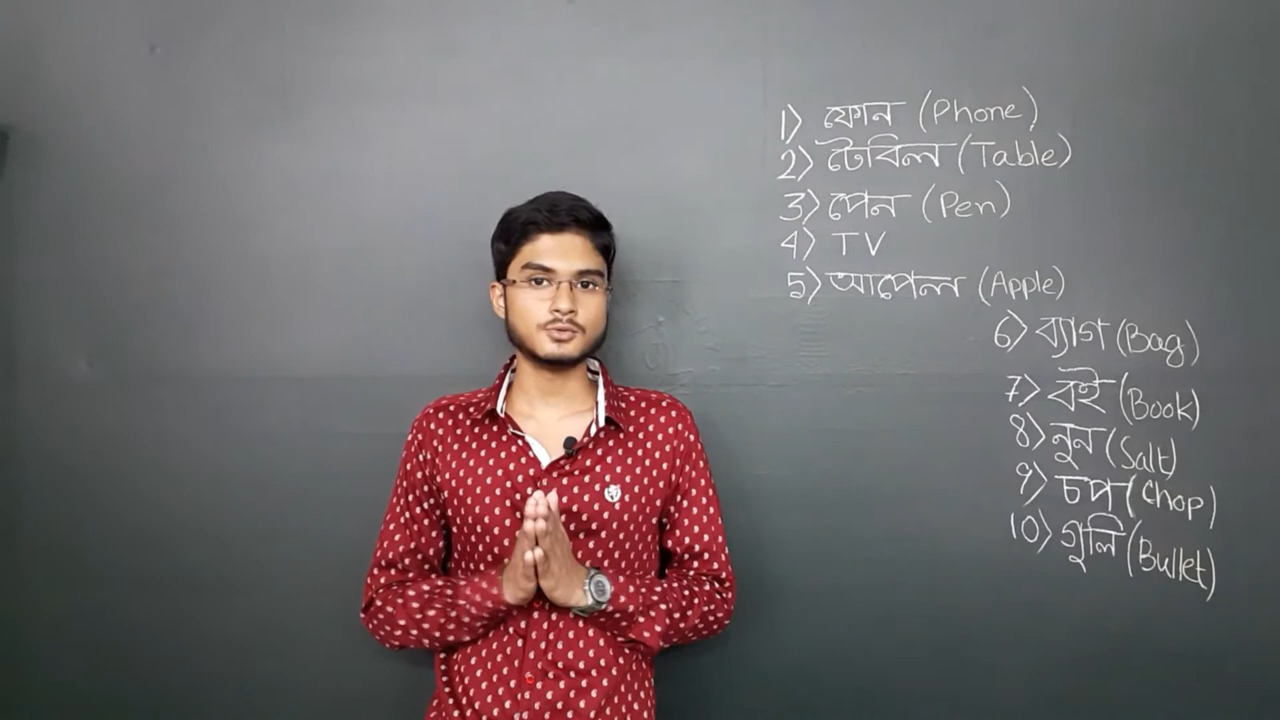 1) ফোন (Phone)
2) টেবিল (Table)
3) পেন (Pen)
4) TV
5) আপেল (Apple)
6) ব্যাগ (Bag)
7) বই (Book)
8) নুন (Salt)
9) চপ (Chop)
10) গুলি (Bullet)